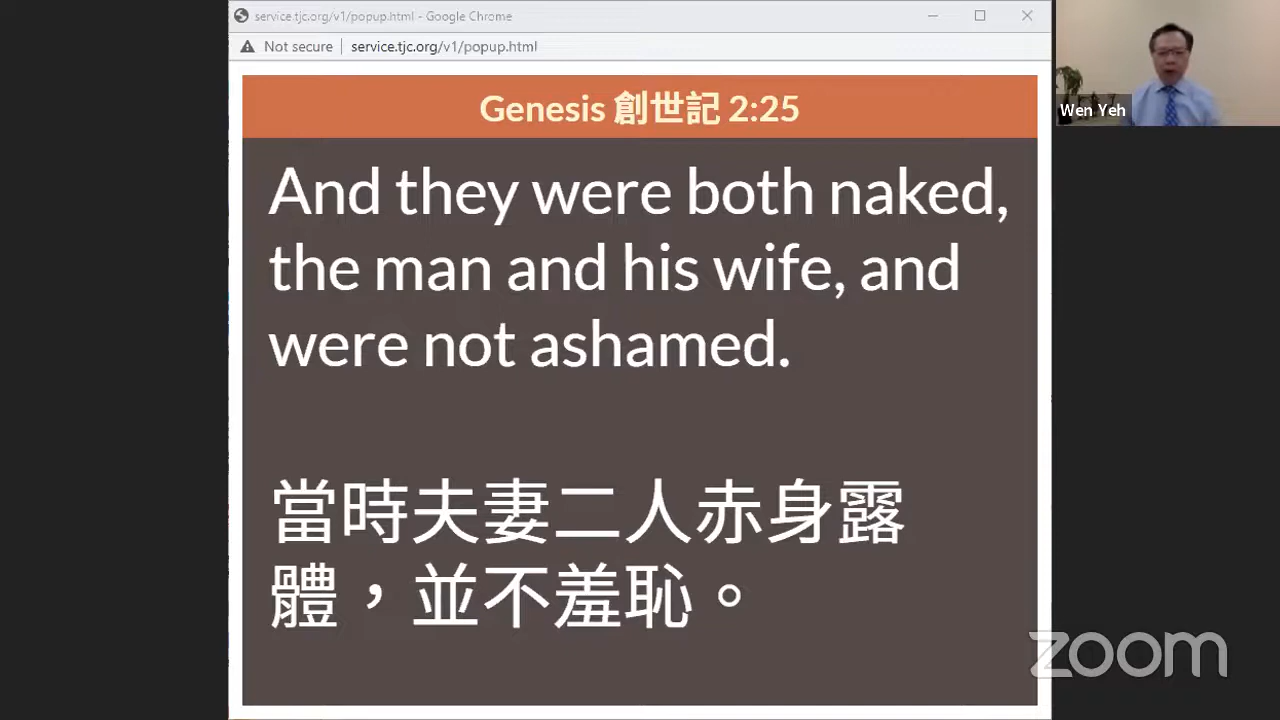 service.tjc.org/v1/popup.html - Google Chrome
Not secure | service.tjc.org/v1/popup.html
Genesis 創世記 2:25
And they were both naked,
the man and his wife, and
were not ashamed.
當時夫妻二人赤身露
體，並不羞恥。
Wen Yeh
zoom